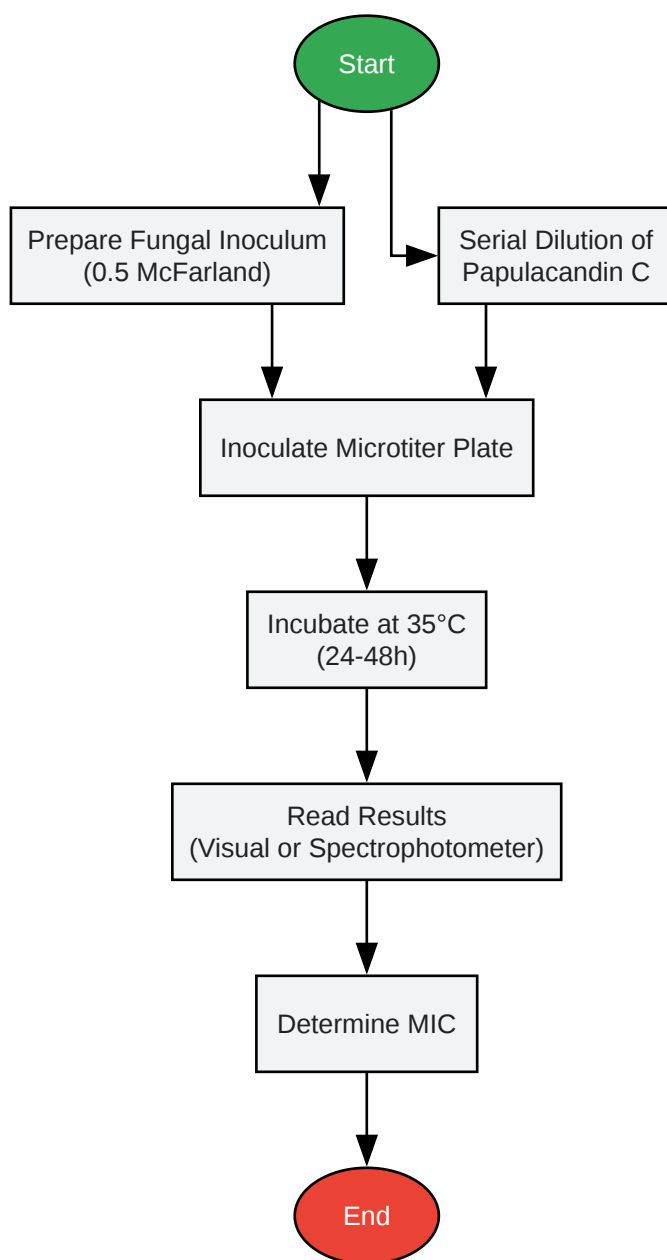 Start
Prepare Fungal Inoculum
(0.5 McFarland)
Serial Dilution of
Papulacandin C
Inoculate Microtiter Plate
Incubate at 35°C
(24-48h)
Read Results
(Visual or Spectrophotometer)
Determine MIC
End